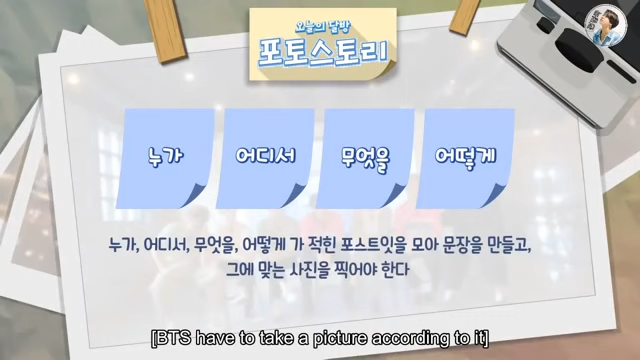 오늘의 달방
포토스토리
누가
어디서
무엇을
어떻게
누가, 어디서, 무엇을, 어떻게 가 적힌 포스트잇을 모아 문장을 만들고,
그에 맞는 사진을 찍어야 한다
[BTS have to take a picture according to it]